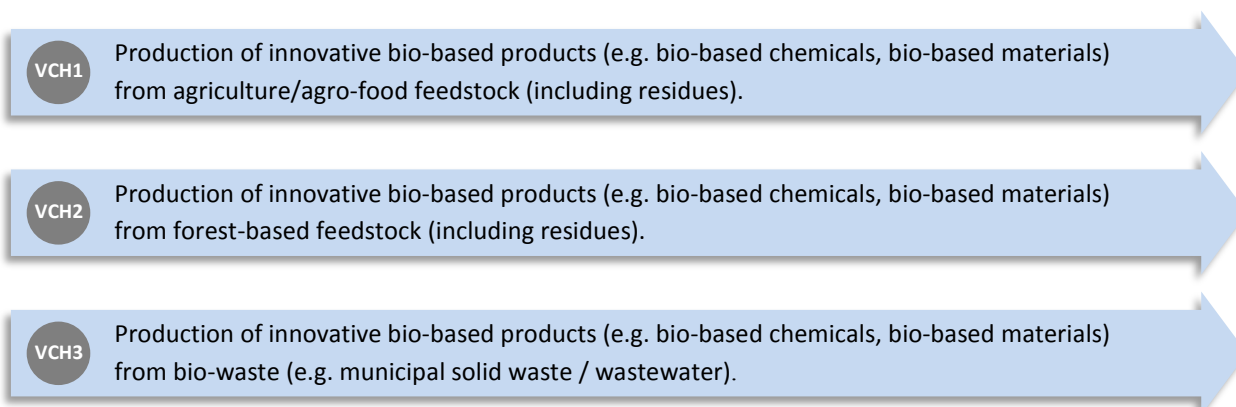 VCH1
Production of innovative bio-based products (e.g. bio-based chemicals, bio-based materials)
from agriculture/agro-food feedstock (including residues).
VCH2
Production of innovative bio-based products (e.g. bio-based chemicals, bio-based materials)
from forest-based feedstock (including residues).
VCH3
Production of innovative bio-based products (e.g. bio-based chemicals, bio-based materials)
from bio-waste (e.g. municipal solid waste / wastewater).